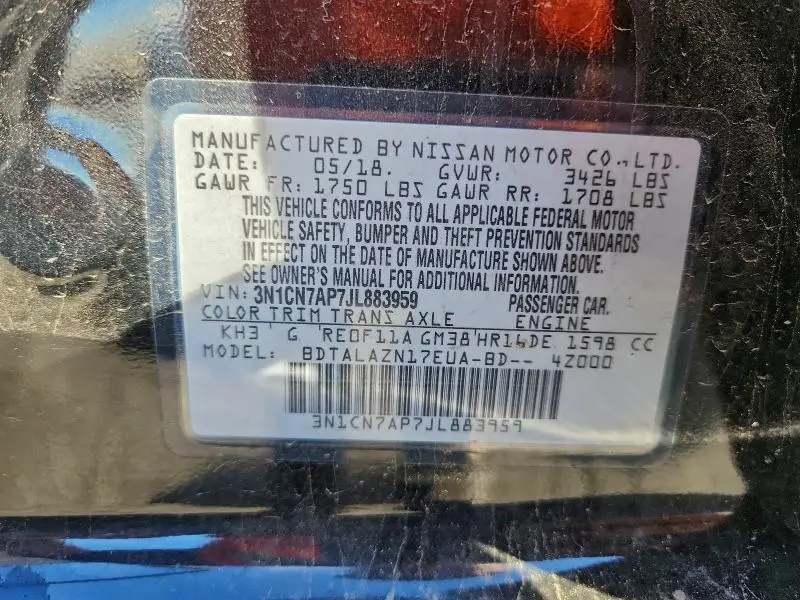 MANUFACTURED BY NISSAN MOTOR CO., LTD.
DATE: 05/18. GVWR: 3426 LBS
GAWR FR: 1750 LBS GAWR RR: 1708 LBS
THIS VEHICLE CONFORMS TO ALL APPLICABLE FEDERAL MOTOR
VEHICLE SAFETY, BUMPER AND THEFT PREVENTION STANDARDS
IN EFFECT ON THE DATE OF MANUFACTURE SHOWN ABOVE.
SEE OWNER'S MANUAL FOR ADDITIONAL INFORMATION.
VIN: 3N1CN7AP7JL883959 PASSENGER CAR.
COLOR TRIM TRANS AXLE ENGINE
KH3 G RE0F11A GM38 HR16DE 1598 CC
MODEL: BDTALAZN17EUA-BD-- 4Z000
3N1CN7AP7JL883959